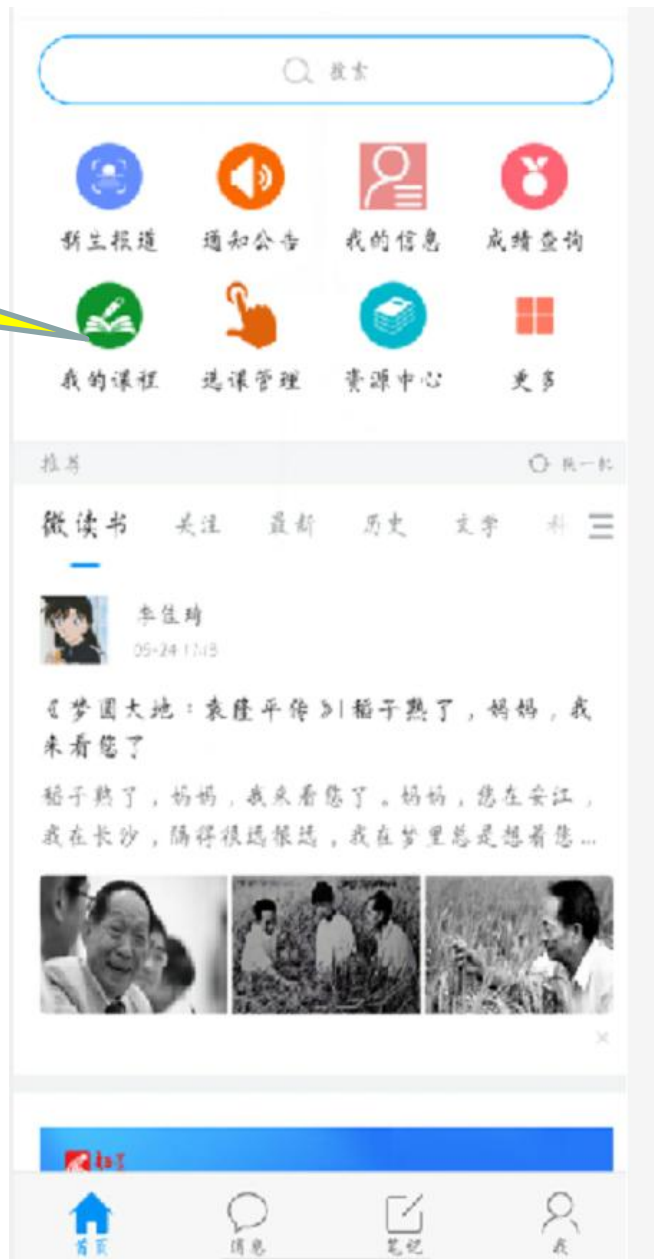 搜索
新生报道 通知公告 我的信息 成绩查询
我的课程 选课管理 资源中心 更多
推荐 换一批
微读书 关注 最新 历史 文学 科
李佳琦
05-24 17:13
《梦圆大地：袁隆平传》|稻子熟了，妈妈，我
来看您了
稻子熟了，妈妈，我来看您了。妈妈，您在安江，
我在长沙，隔得很远很远，我在梦里总是想着您...
首页 消息 笔记 我